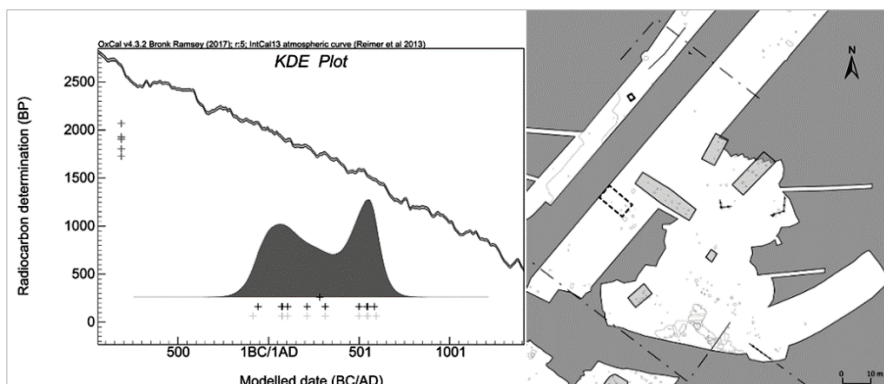 OxCal v4.3.2 Bronk Ramsey (2017); r:5; IntCal13 atmospheric curve (Reimer et al 2013)
KDE Plot
Radiocarbon determination (BP)
2500
2000
1500
1000
500
0
500
1BC/1AD
501
1001
Modelled date (BC/AD)
N
0
10 m